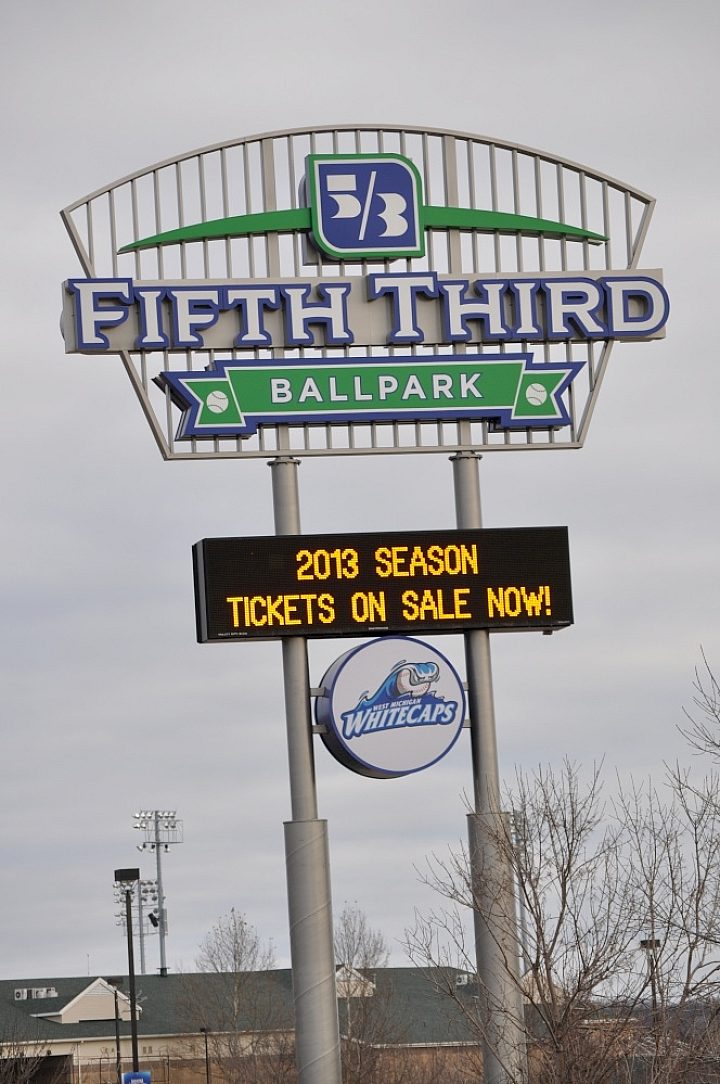 5/3
FIFTH THIRD
BALLPARK
2013 SEASON
TICKETS ON SALE NOW!
WEST MICHIGAN
WHITECAPS